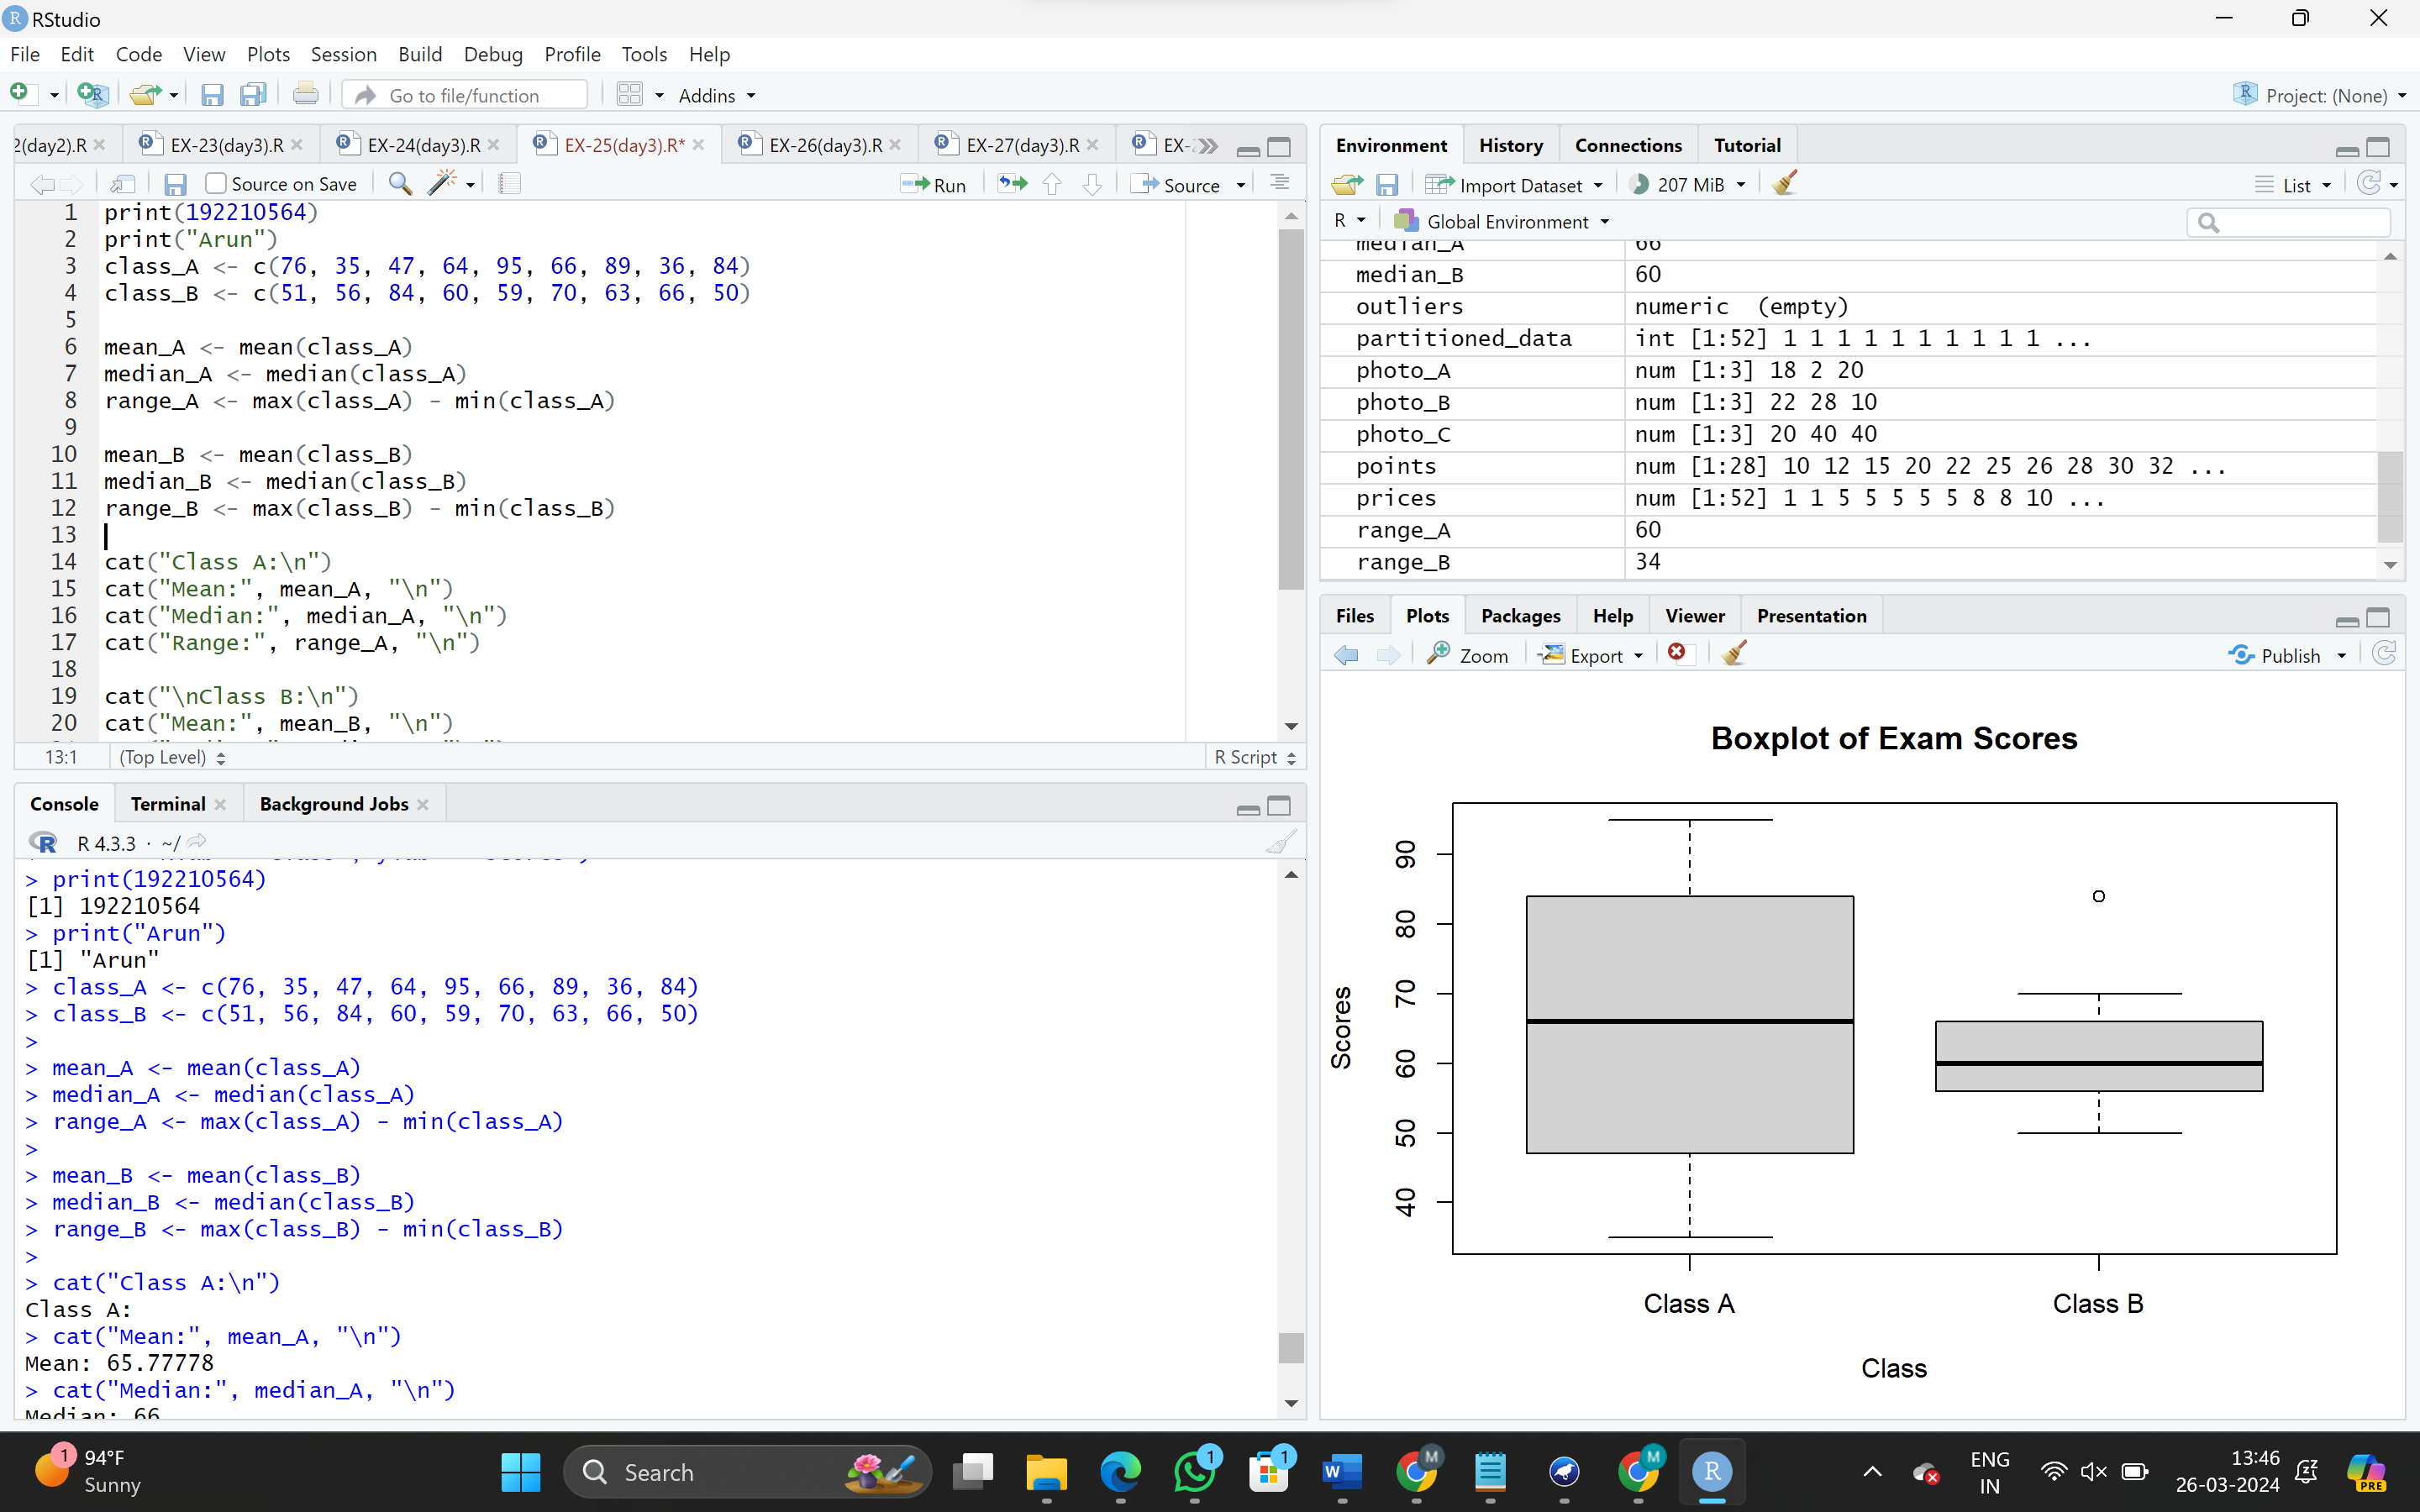 RStudio
File Edit Code View Plots Session Build Debug Profile Tools Help
Go to file/function Addins Project: (None)
2(day2).R EX-23(day3).R EX-24(day3).R EX-25(day3).R* EX-26(day3).R EX-27(day3).R EX-
Source on Save Run Source
1 print(192210564)
2 print("Arun")
3 class_A <- c(76, 35, 47, 64, 95, 66, 89, 36, 84)
4 class_B <- c(51, 56, 84, 60, 59, 70, 63, 66, 50)
5
6 mean_A <- mean(class_A)
7 median_A <- median(class_A)
8 range_A <- max(class_A) - min(class_A)
9
10 mean_B <- mean(class_B)
11 median_B <- median(class_B)
12 range_B <- max(class_B) - min(class_B)
13
14 cat("Class A:\n")
15 cat("Mean:", mean_A, "\n")
16 cat("Median:", median_A, "\n")
17 cat("Range:", range_A, "\n")
18
19 cat("\nClass B:\n")
20 cat("Mean:", mean_B, "\n")
13:1 (Top Level) R Script
Console Terminal Background Jobs
R 4.3.3 · ~/
> print(192210564)
[1] 192210564
> print("Arun")
[1] "Arun"
> class_A <- c(76, 35, 47, 64, 95, 66, 89, 36, 84)
> class_B <- c(51, 56, 84, 60, 59, 70, 63, 66, 50)
>
> mean_A <- mean(class_A)
> median_A <- median(class_A)
> range_A <- max(class_A) - min(class_A)
>
> mean_B <- mean(class_B)
> median_B <- median(class_B)
> range_B <- max(class_B) - min(class_B)
>
> cat("Class A:\n")
Class A:
> cat("Mean:", mean_A, "\n")
Mean: 65.77778
> cat("Median:", median_A, "\n")
Median: 66
Environment History Connections Tutorial
Import Dataset 207 MiB List
R Global Environment
median_A 66
median_B 60
outliers numeric (empty)
partitioned_data int [1:52] 1 1 1 1 1 1 1 1 1 1 ...
photo_A num [1:3] 18 2 20
photo_B num [1:3] 22 28 10
photo_C num [1:3] 20 40 40
points num [1:28] 10 12 15 20 22 25 26 28 30 32 ...
prices num [1:52] 1 1 5 5 5 5 5 8 8 10 ...
range_A 60
range_B 34
Files Plots Packages Help Viewer Presentation
Zoom Export Publish
Boxplot of Exam Scores
Scores
90
80
70
60
50
40
Class A Class B
Class
1 94°F
Sunny
Search
1 1 W M M R
ENG
IN
13:46
26-03-2024
PRE